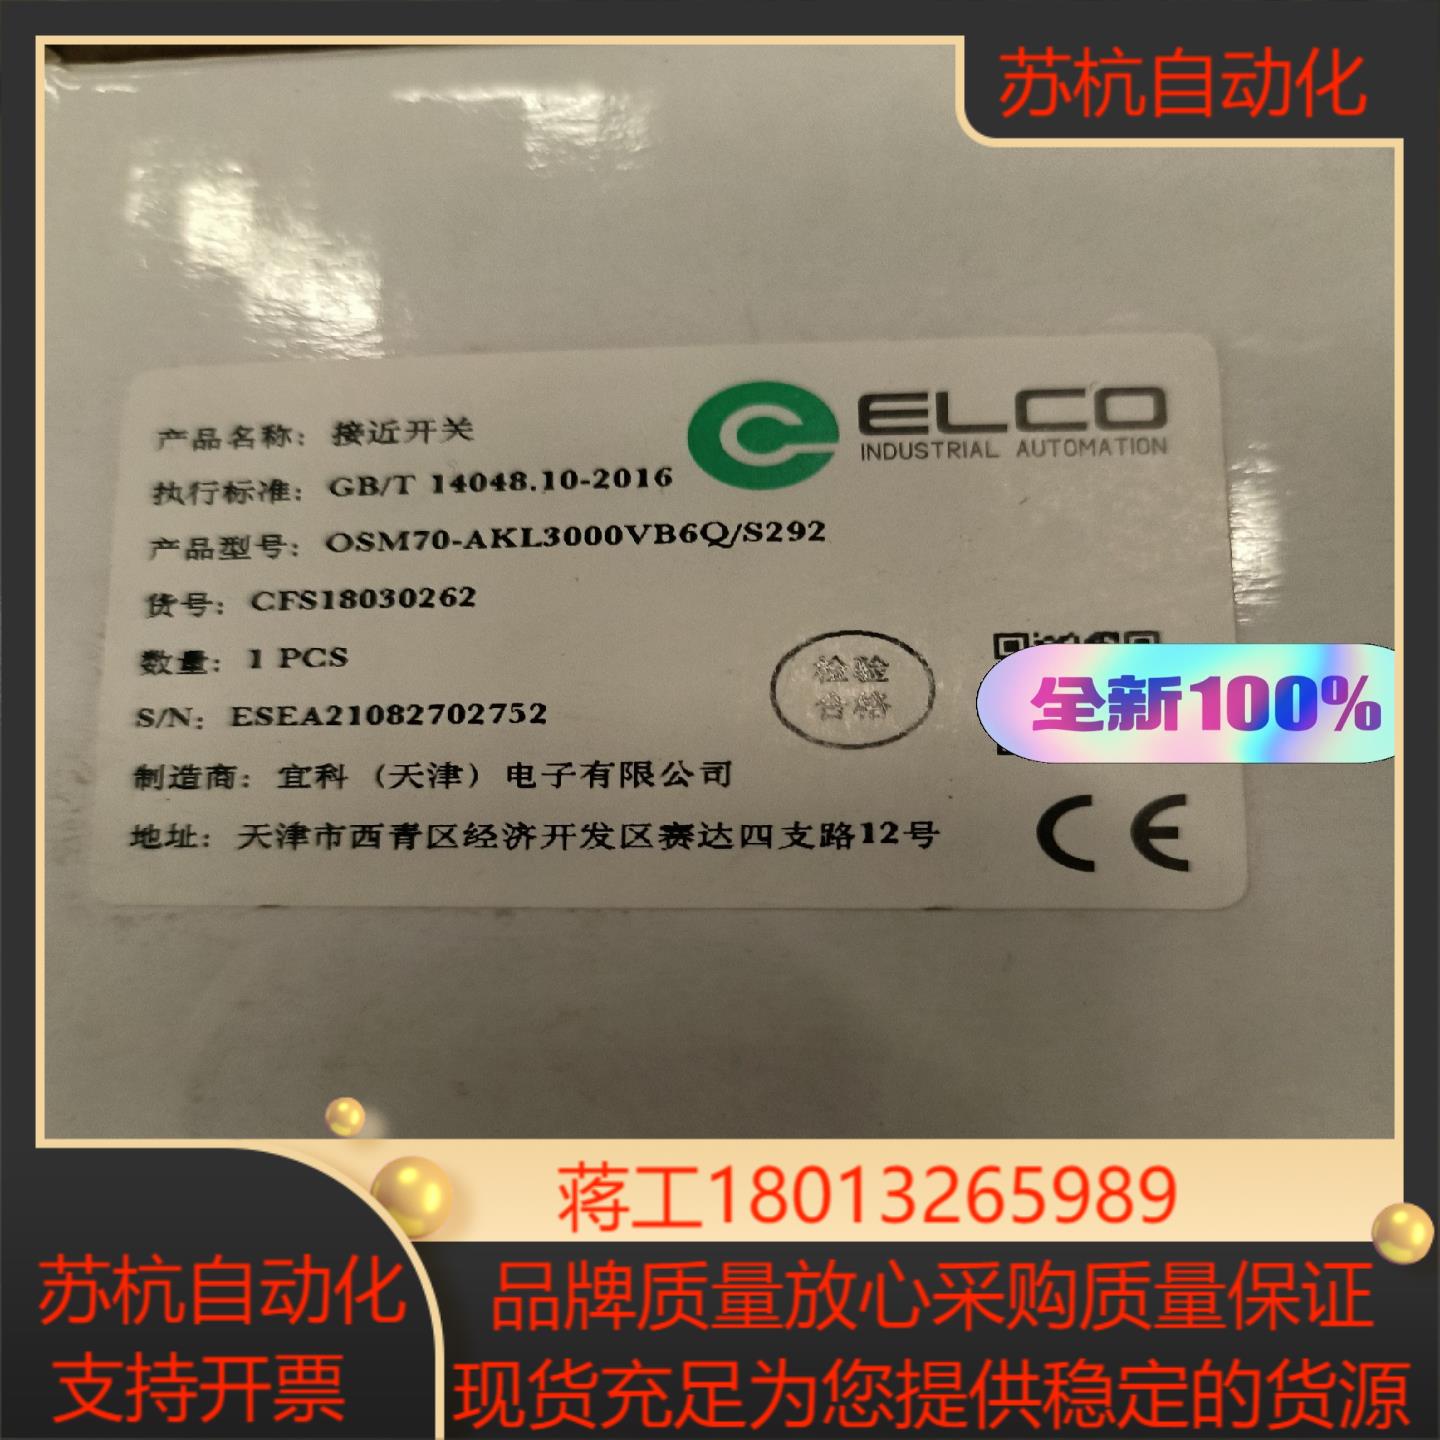 苏杭自动化
ELCO
INDUSTRIAL AUTOMATION
产品名称：接近开关
执行标准：GB/T 14048.10-2016
产品型号：OSM70-AKL3000VB6Q/S292
货号：CFS18030262
数量：1 PCS
S/N：ESEA21082702752
制造商：宜科（天津）电子有限公司
地址：天津市西青区经济开发区赛达四支路12号
检验
合格
全新100%
CE
蒋工18013265989
苏杭自动化
支持开票
品牌质量放心采购质量保证
现货充足为您提供稳定的货源